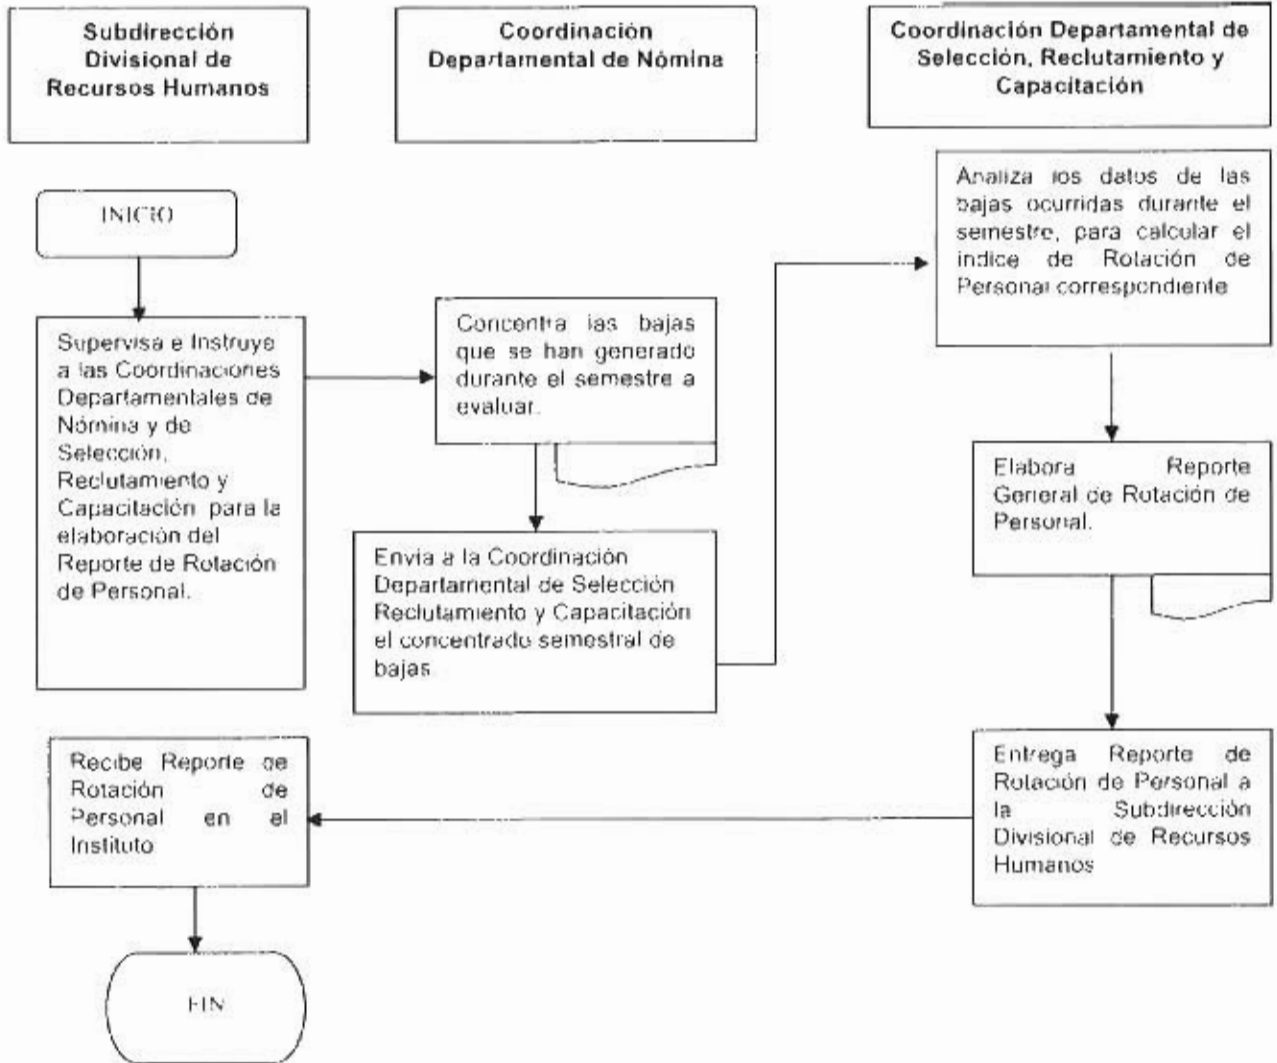 Subdirección
Divisional de
Recursos Humanos
Coordinación
Departamental de Nómina
Coordinación Departamental de
Selección, Reclutamiento y
Capacitación
INICIO
Supervisa e Instruye
a las Coordinaciones
Departamentales de
Nómina y de
Selección,
Reclutamiento y
Capacitación para la
elaboración del
Reporte de Rotación
de Personal.
Concentra las bajas
que se han generado
durante el semestre a
evaluar.
Envia a la Coordinación
Departamental de Selección
Reclutamiento y Capacitación
el concentrado semestral de
bajas
Analiza los datos de las
bajas ocurridas durante el
semestre, para calcular el
indice de Rotación de
Personal correspondiente
Elabora Reporte
General de Rotación de
Personal.
Entrega Reporte de
Rotación de Personal a
la Subdirección
Divisional de Recursos
Humanos
Recibe Reporte de
Rotación de
Personal en el
Instituto
FIN